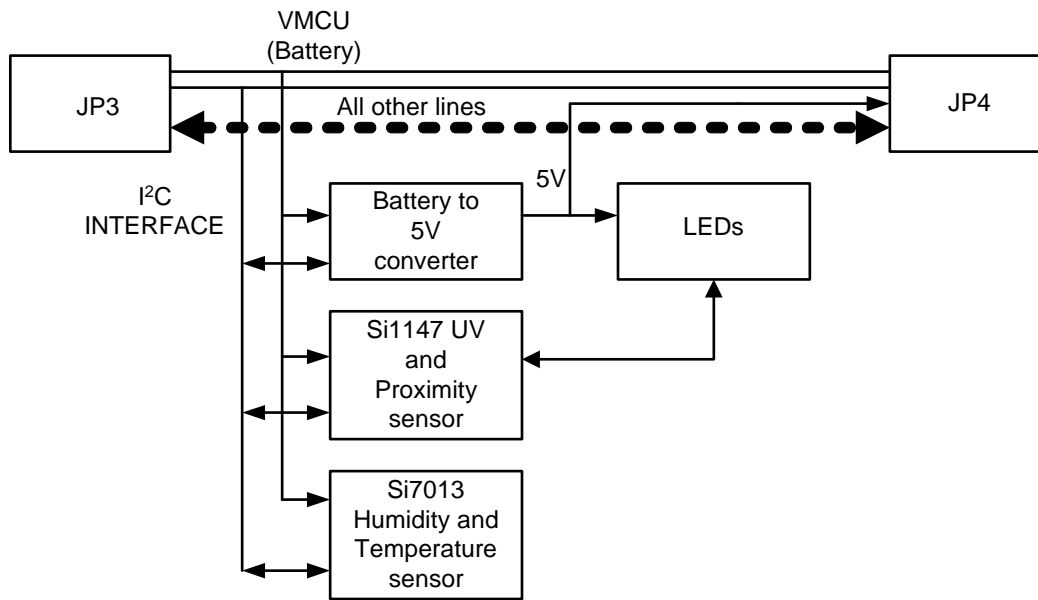 VMCU
(Battery)
JP3
JP4
All other lines
I²C
INTERFACE
5V
Battery to
5V
converter
LEDs
Si1147 UV
and
Proximity
sensor
Si7013
Humidity and
Temperature
sensor